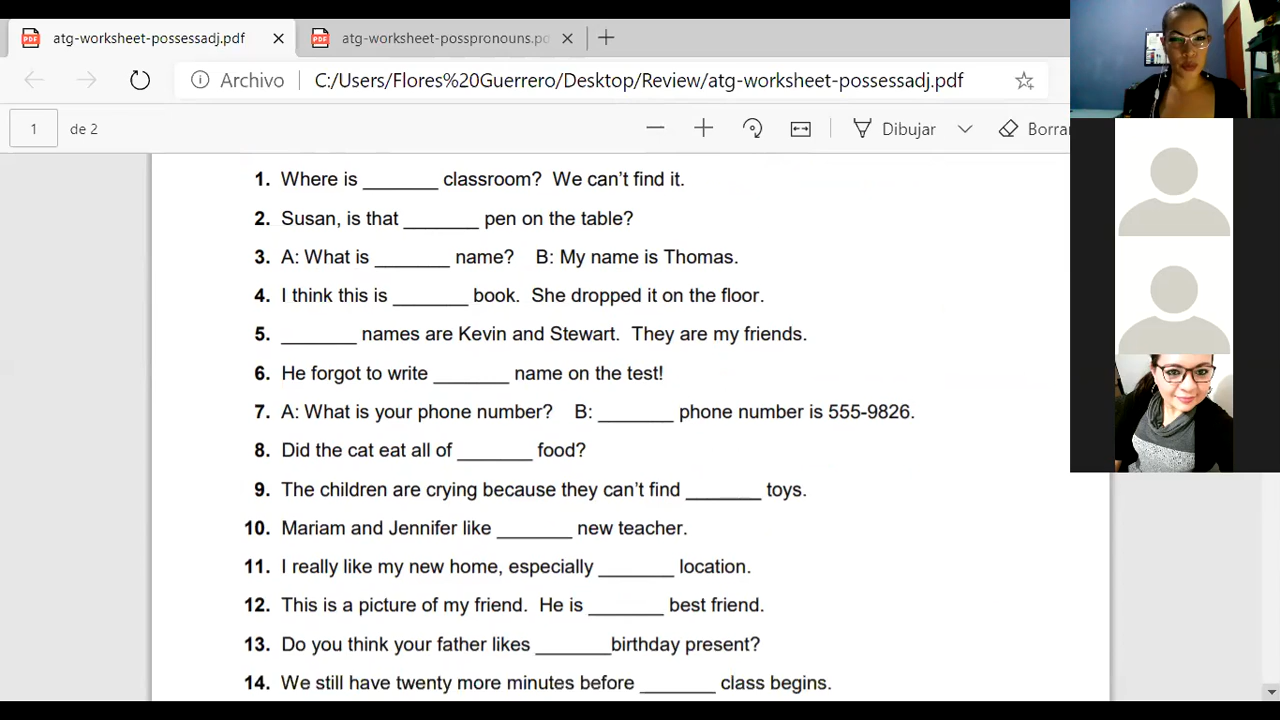 atg-worksheet-possessadj.pdf
atg-worksheet-posspronouns.pd
Archivo C:/Users/Flores%20Guerrero/Desktop/Review/atg-worksheet-possessadj.pdf
1 de 2 Dibujar Borra
1. Where is _______ classroom? We can't find it.
2. Susan, is that _______ pen on the table?
3. A: What is _______ name? B: My name is Thomas.
4. I think this is _______ book. She dropped it on the floor.
5. _______ names are Kevin and Stewart. They are my friends.
6. He forgot to write _______ name on the test!
7. A: What is your phone number? B: _______ phone number is 555-9826.
8. Did the cat eat all of _______ food?
9. The children are crying because they can't find _______ toys.
10. Mariam and Jennifer like _______ new teacher.
11. I really like my new home, especially _______ location.
12. This is a picture of my friend. He is _______ best friend.
13. Do you think your father likes _______birthday present?
14. We still have twenty more minutes before _______ class begins.